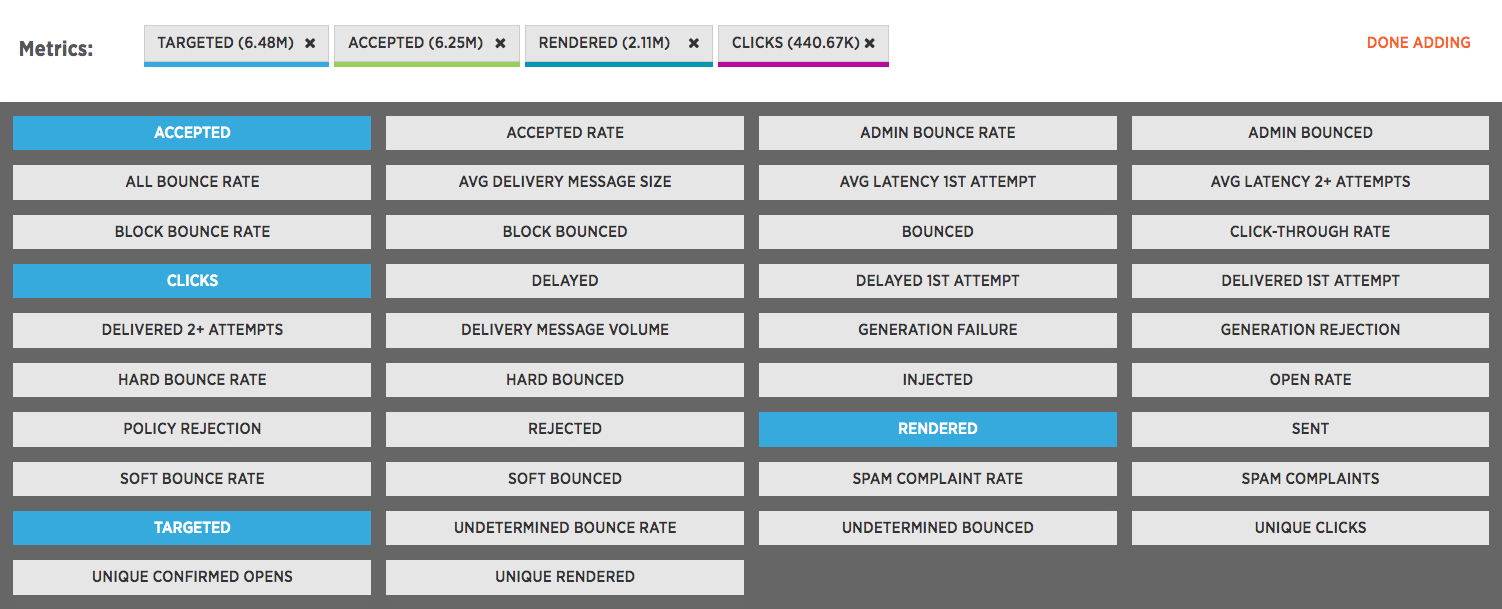 Metrics: TARGETED (6.48M) ✖ ACCEPTED (6.25M) ✖ RENDERED (2.11M) ✖ CLICKS (440.67K) ✖ DONE ADDING
ACCEPTED ACCEPTED RATE ADMIN BOUNCE RATE ADMIN BOUNCED
ALL BOUNCE RATE AVG DELIVERY MESSAGE SIZE AVG LATENCY 1ST ATTEMPT AVG LATENCY 2+ ATTEMPTS
BLOCK BOUNCE RATE BLOCK BOUNCED BOUNCED CLICK-THROUGH RATE
CLICKS DELAYED DELAYED 1ST ATTEMPT DELIVERED 1ST ATTEMPT
DELIVERED 2+ ATTEMPTS DELIVERY MESSAGE VOLUME GENERATION FAILURE GENERATION REJECTION
HARD BOUNCE RATE HARD BOUNCED INJECTED OPEN RATE
POLICY REJECTION REJECTED RENDERED SENT
SOFT BOUNCE RATE SOFT BOUNCED SPAM COMPLAINT RATE SPAM COMPLAINTS
TARGETED UNDETERMINED BOUNCE RATE UNDETERMINED BOUNCED UNIQUE CLICKS
UNIQUE CONFIRMED OPENS UNIQUE RENDERED